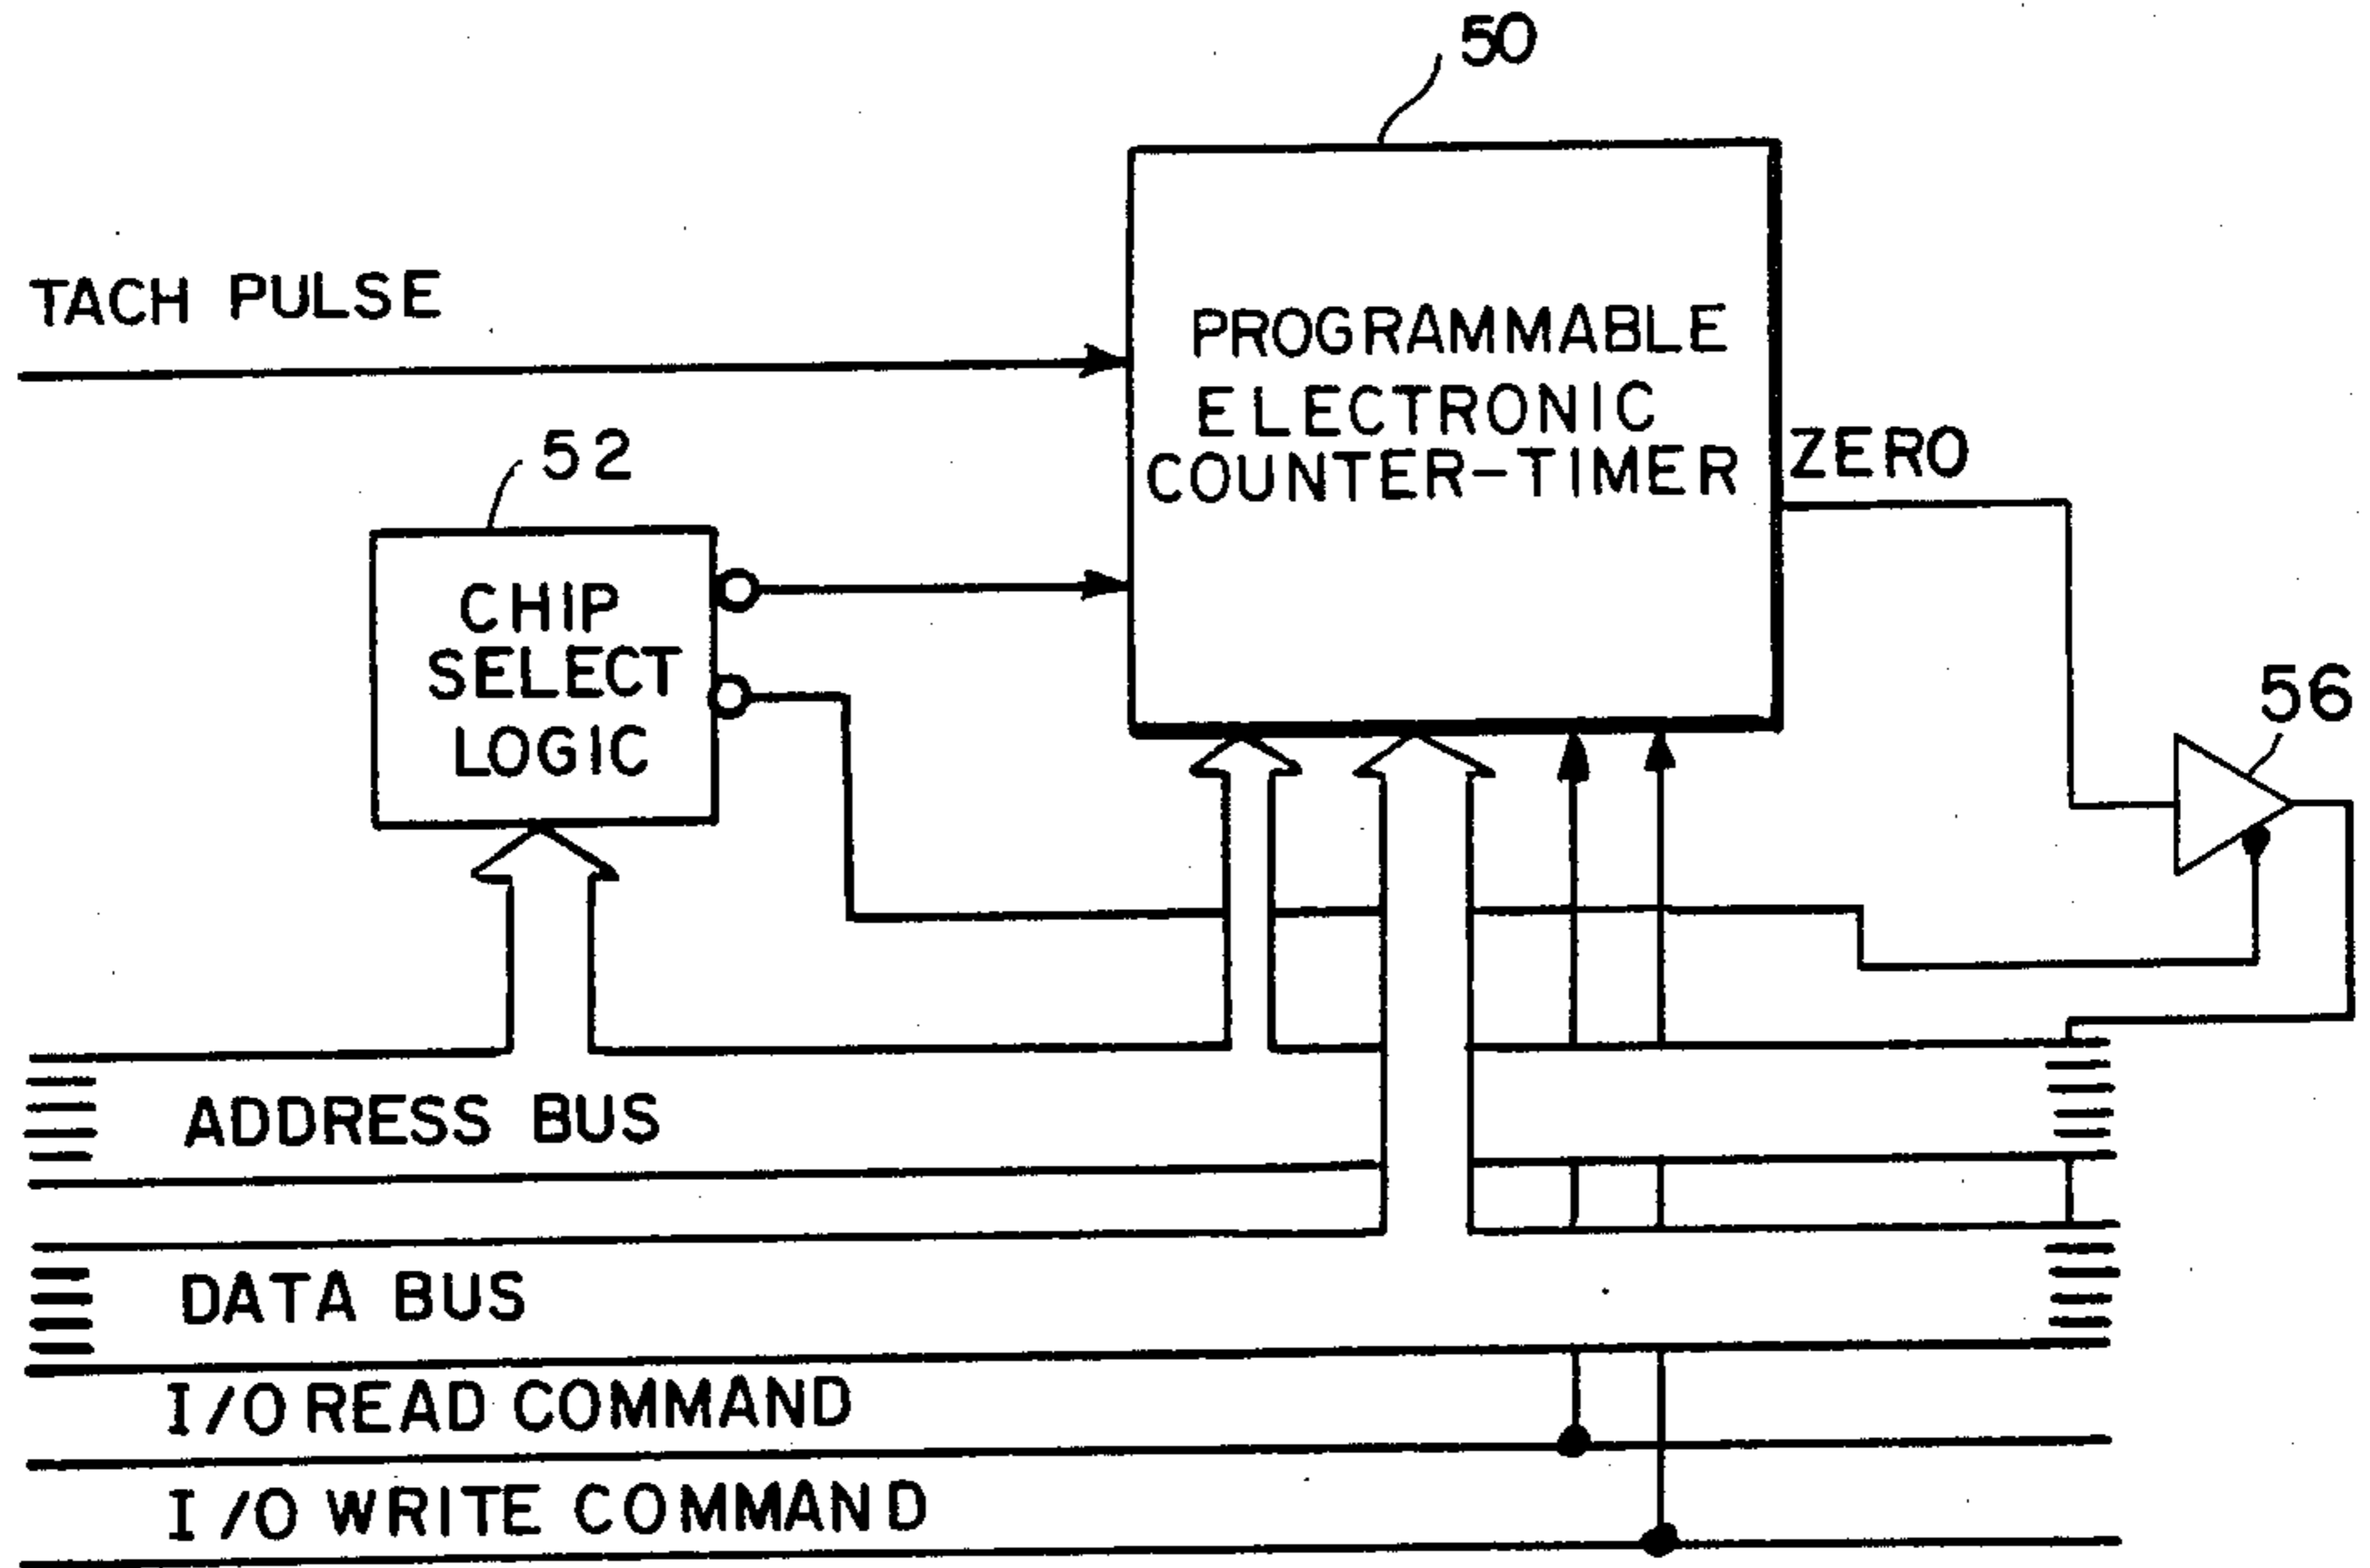 50
TACH PULSE
PROGRAMMABLE
ELECTRONIC
COUNTER-TIMER
ZERO
52
CHIP
SELECT
LOGIC
56
ADDRESS BUS
DATA BUS
I/O READ COMMAND
I/O WRITE COMMAND